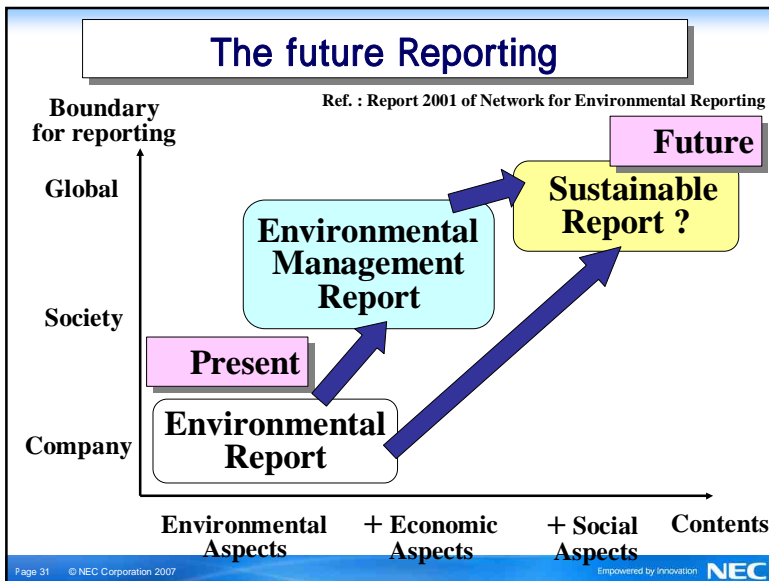 The future Reporting
Ref. : Report 2001 of Network for Environmental Reporting
Boundary
for reporting
Future
Global
Sustainable
Report ?
Environmental
Management
Report
Society
Present
Company
Environmental
Report
Environmental
Aspects
+ Economic
Aspects
+ Social
Aspects
Contents
Page 31 © NEC Corporation 2007
Empowered by Innovation NEC